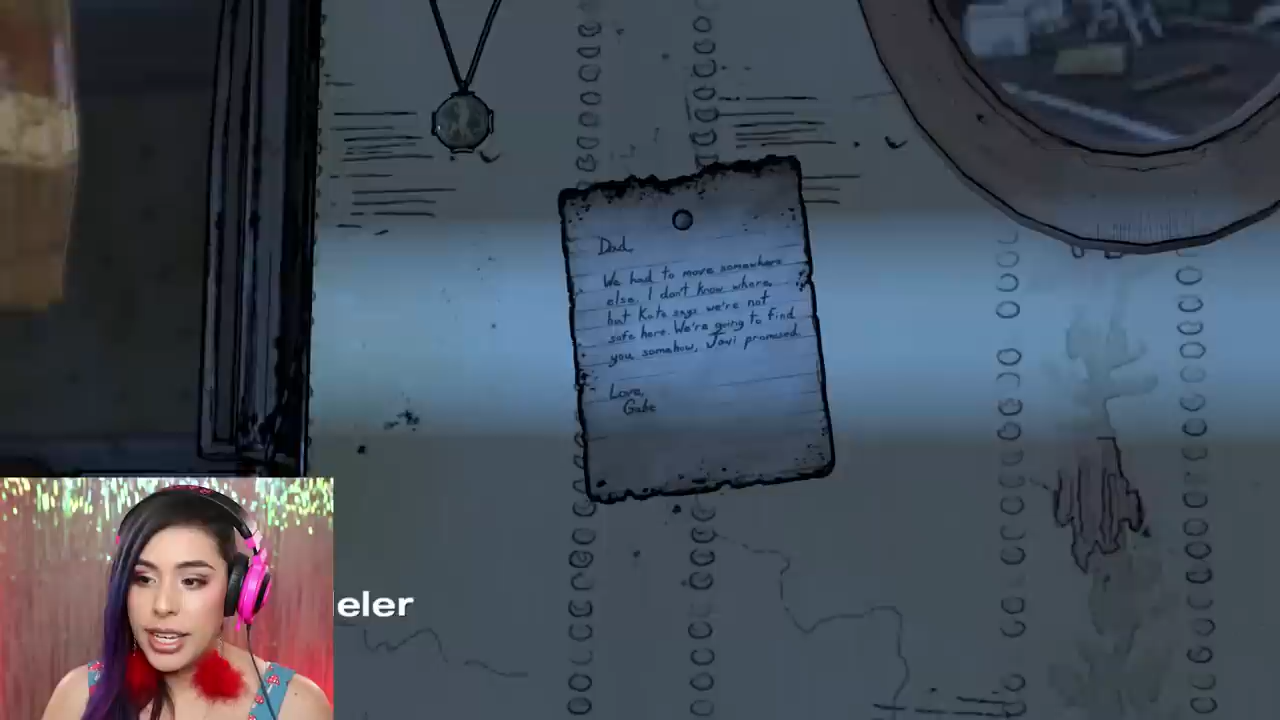 Dad,
We had to move somewhere
else. I don't know where,
but Kate says we're not
safe here. We're going to find
you somehow, Javi promised.
Love,
Gabe
eler